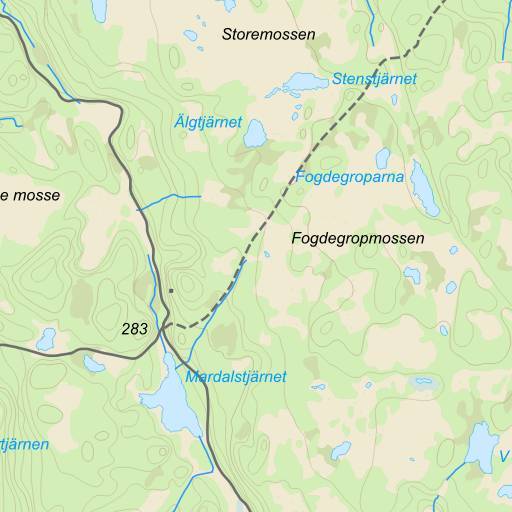 Storemossen
Stenstjärnet
Älgtjärnet
Fogdegroparna
e mosse
Fogdegropmossen
283
Mardalstjärnet
tjärnen
V